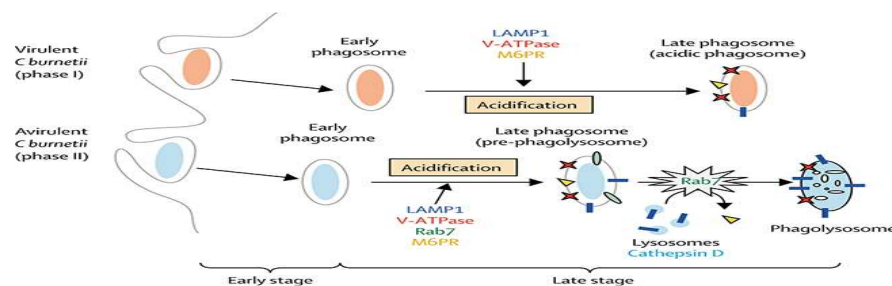 Virulent
C burnetii
(phase I)
Early
phagosome
LAMP1
V-ATPase
M6PR
Acidification
Late phagosome
(acidic phagosome)
Avirulent
C burnetii
(phase II)
Early
phagosome
Acidification
LAMP1
V-ATPase
Rab7
M6PR
Late phagosome
(pre-phagolysosome)
Rab7
Lysosomes
Cathepsin D
Phagolysosome
Early stage
Late stage